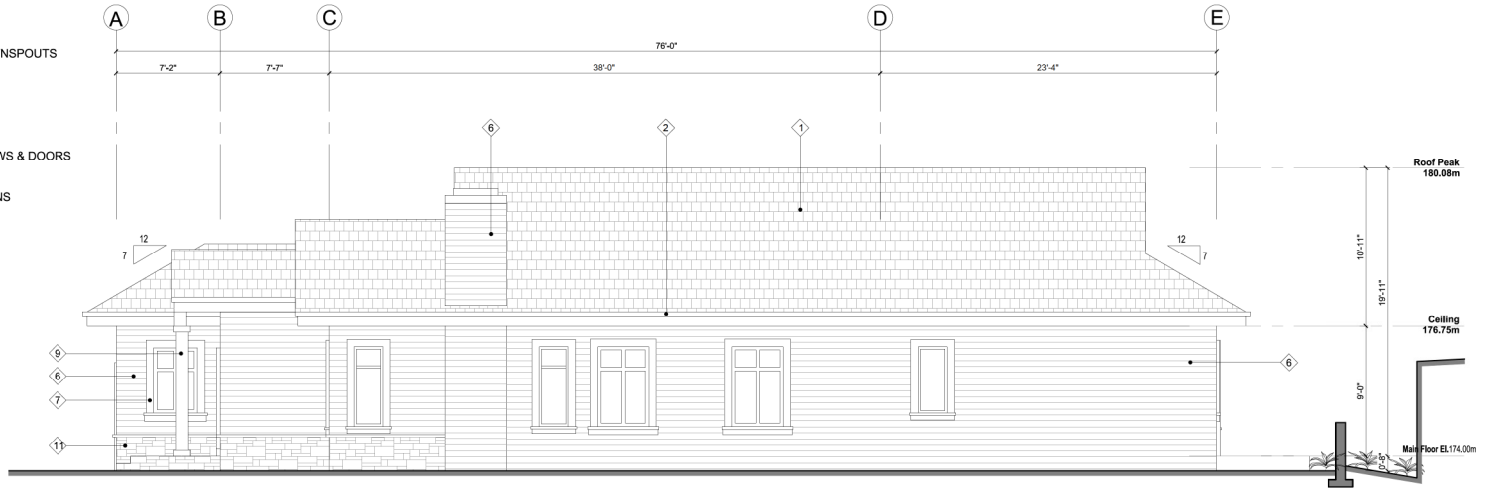 A B C D E
NSPOUTS
76'-0"
7'-2" 7'-7" 38'-0" 23'-4"
6 2 1
WS & DOORS
Roof Peak
180.08m
NS
12
7
12
7
10'-11"
19'-11"
Ceiling
176.75m
9
6
6
7
9'-0"
11
Main Floor El.174.00m
0'-8"